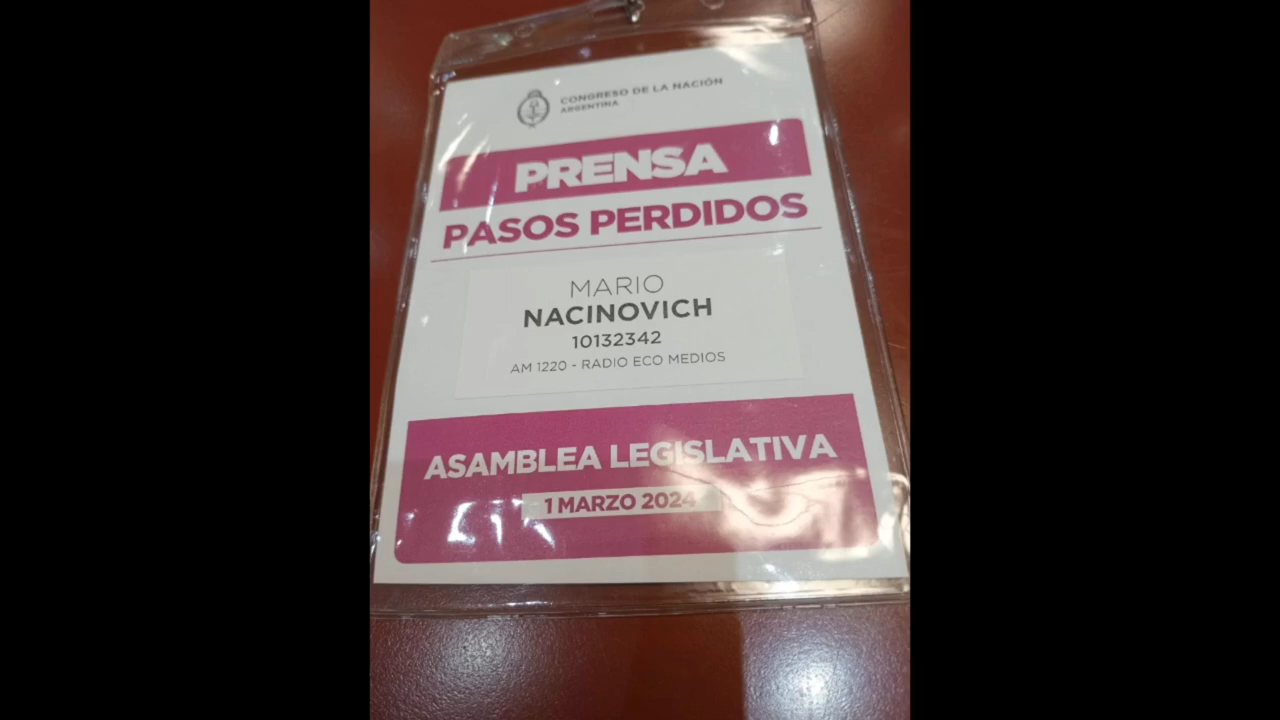 CONGRESO DE LA NACIÓN
ARGENTINA
PRENSA
PASOS PERDIDOS
MARIO
NACINOVICH
10132342
AM 1220 - RADIO ECO MEDIOS
ASAMBLEA LEGISLATIVA
1 MARZO 2024